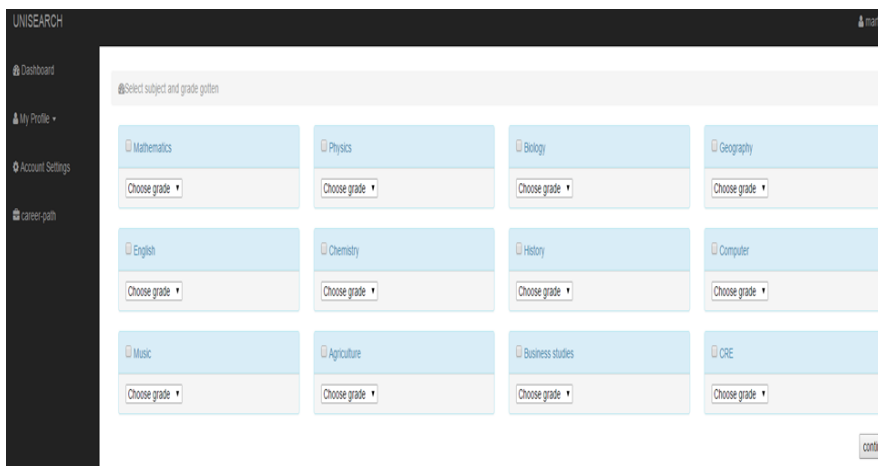 UNISEARCH
Dashboard
My Profile
Account Settings
career-path
Select subject and grade gotten
Mathematics Physics Biology Geography
Choose grade Choose grade Choose grade Choose grade
English Chemistry History Computer
Choose grade Choose grade Choose grade Choose grade
Music Agriculture Business studies CRE
Choose grade Choose grade Choose grade Choose grade